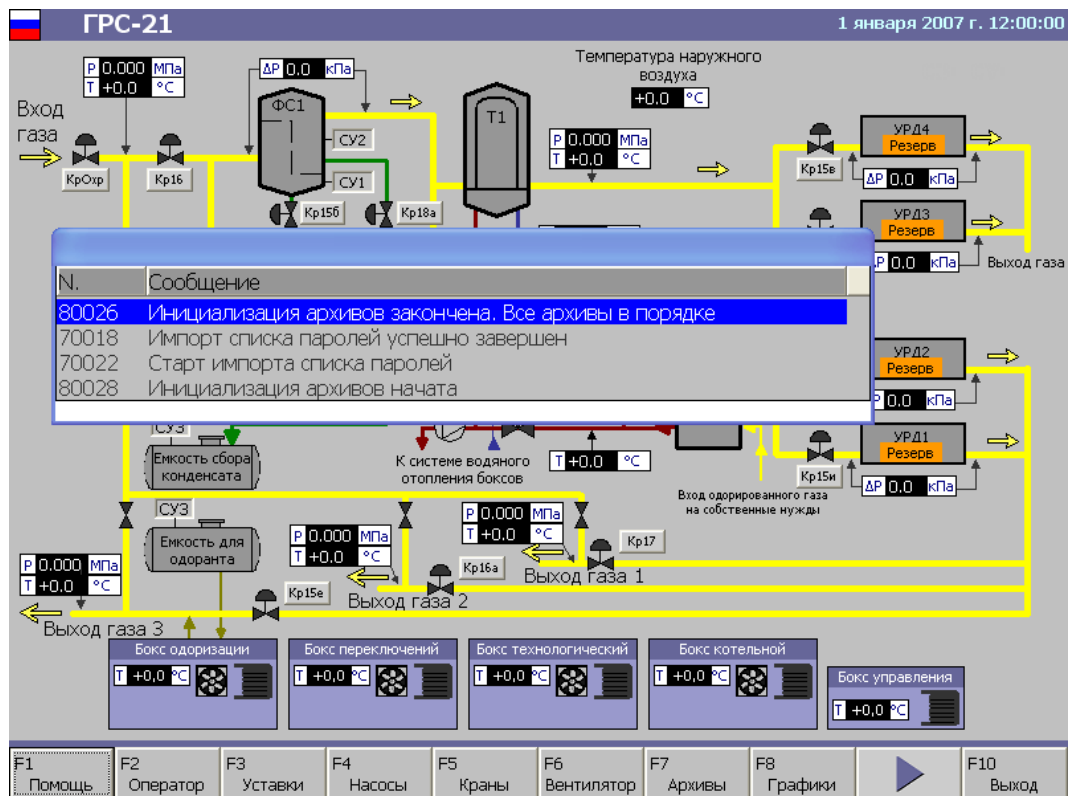 ГРС-21
1 января 2007 г. 12:00:00
P 0.000 МПа
T +0.0 °C
ΔP 0.0 кПа
Температура наружного
воздуха
+0.0 °C
Вход
газа
КрОхр
Кр16
ФС1
СУ2
СУ1
Кр15б
Кр18а
Т1
P 0.000 МПа
T +0.0 °C
Кр15в
УРД4
Резерв
ΔP 0.0 кПа
УРД3
Резерв
P 0.0 кПа
Выход газа
N. Сообщение
80026 Инициализация архивов закончена. Все архивы в порядке
70018 Импорт списка паролей успешно завершен
70022 Старт импорта списка паролей
80028 Инициализация архивов начата
УРД2
Резерв
P 0.0 кПа
УРД1
Резерв
Кр15и
ΔP 0.0 кПа
СУ3
Емкость сбора
конденсата
К системе водяного
отопления боксов
T +0.0 °C
Вход одорированного газа
на собственные нужды
СУ3
Емкость для
одоранта
P 0.000 МПа
T +0.0 °C
P 0.000 МПа
T +0.0 °C
Кр17
Выход газа 1
Кр16а
Выход газа 2
P 0.000 МПа
T +0.0 °C
Кр15е
Выход газа 3
Бокс одоризации
T +0,0 °C
Бокс переключений
T +0,0 °C
Бокс технологический
T +0,0 °C
Бокс котельной
T +0,0 °C
Бокс управления
T +0,0 °C
F1 Помощь
F2 Оператор
F3 Уставки
F4 Насосы
F5 Краны
F6 Вентилятор
F7 Архивы
F8 Графики
F10 Выход